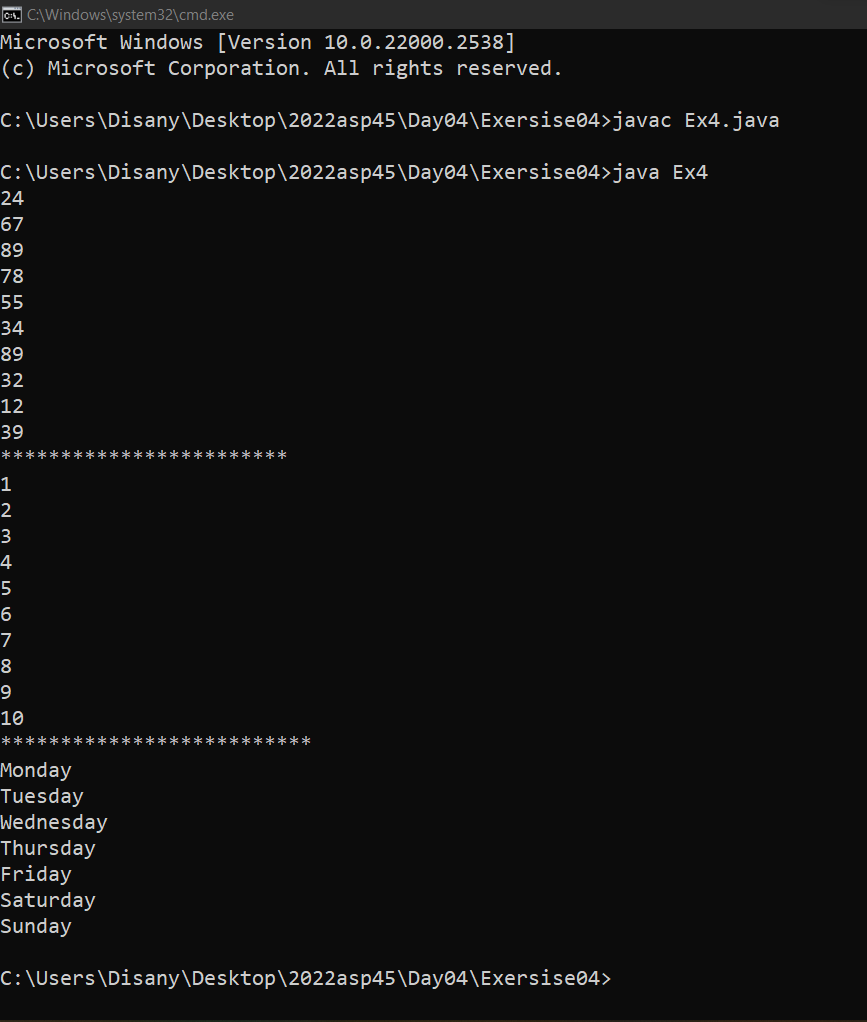 C:\Windows\system32\cmd.exe
Microsoft Windows [Version 10.0.22000.2538]
(c) Microsoft Corporation. All rights reserved.
C:\Users\Disany\Desktop\2022asp45\Day04\Exersise04>javac Ex4.java
C:\Users\Disany\Desktop\2022asp45\Day04\Exersise04>java Ex4
24
67
89
78
55
34
89
32
12
39
************************
1
2
3
4
5
6
7
8
9
10
**************************
Monday
Tuesday
Wednesday
Thursday
Friday
Saturday
Sunday
C:\Users\Disany\Desktop\2022asp45\Day04\Exersise04>